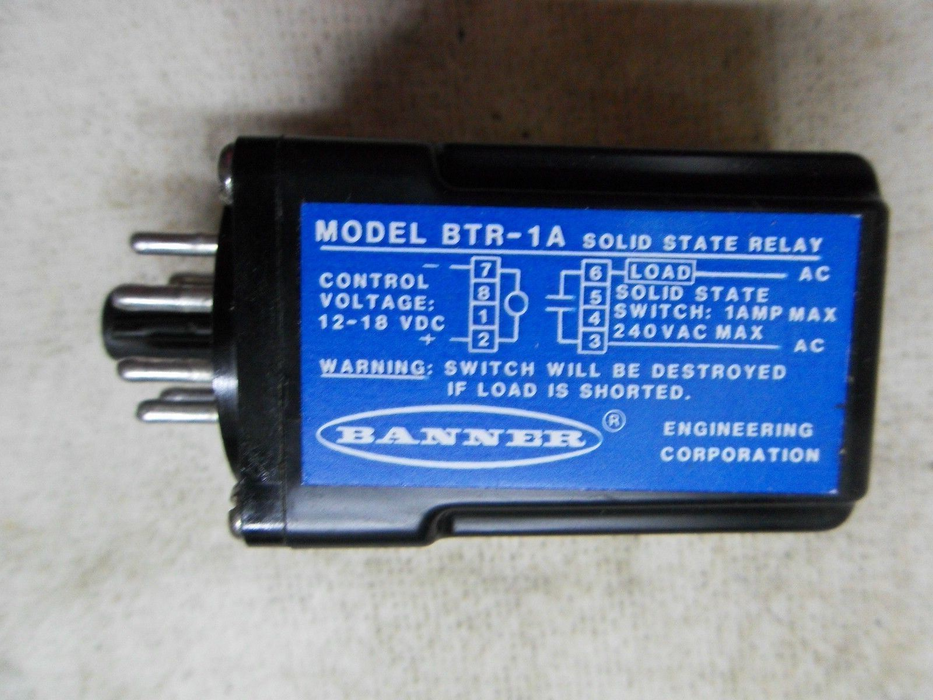 MODEL BTR-1A SOLID STATE RELAY
CONTROL
VOLTAGE:
12-18 VDC
−
+
7
8
1
2
6
5
4
3
LOAD
AC
SOLID STATE
SWITCH: 1AMP MAX
240VAC MAX
AC
WARNING: SWITCH WILL BE DESTROYED
IF LOAD IS SHORTED.
BANNER ®
ENGINEERING
CORPORATION